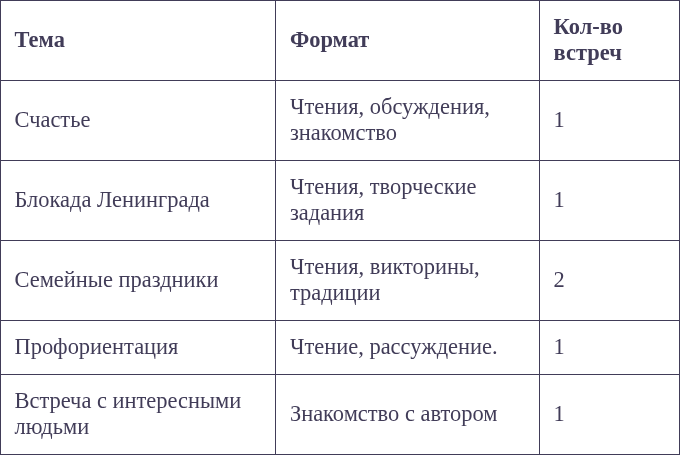 Тема
Формат
Кол-во
встреч
Счастье
Чтения, обсуждения,
знакомство
1
Блокада Ленинграда
Чтения, творческие
задания
1
Семейные праздники
Чтения, викторины,
традиции
2
Профориентация
Чтение, рассуждение.
1
Встреча с интересными
людьми
Знакомство с автором
1